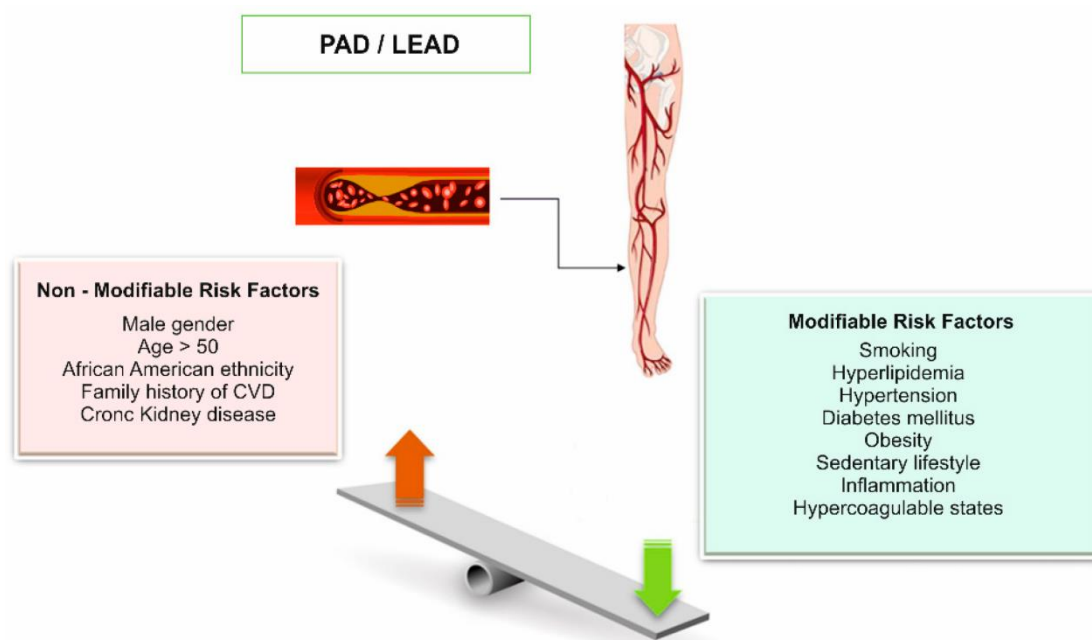 PAD / LEAD
Non - Modifiable Risk Factors
Male gender
Age > 50
African American ethnicity
Family history of CVD
Cronc Kidney disease
Modifiable Risk Factors
Smoking
Hyperlipidemia
Hypertension
Diabetes mellitus
Obesity
Sedentary lifestyle
Inflammation
Hypercoagulable states